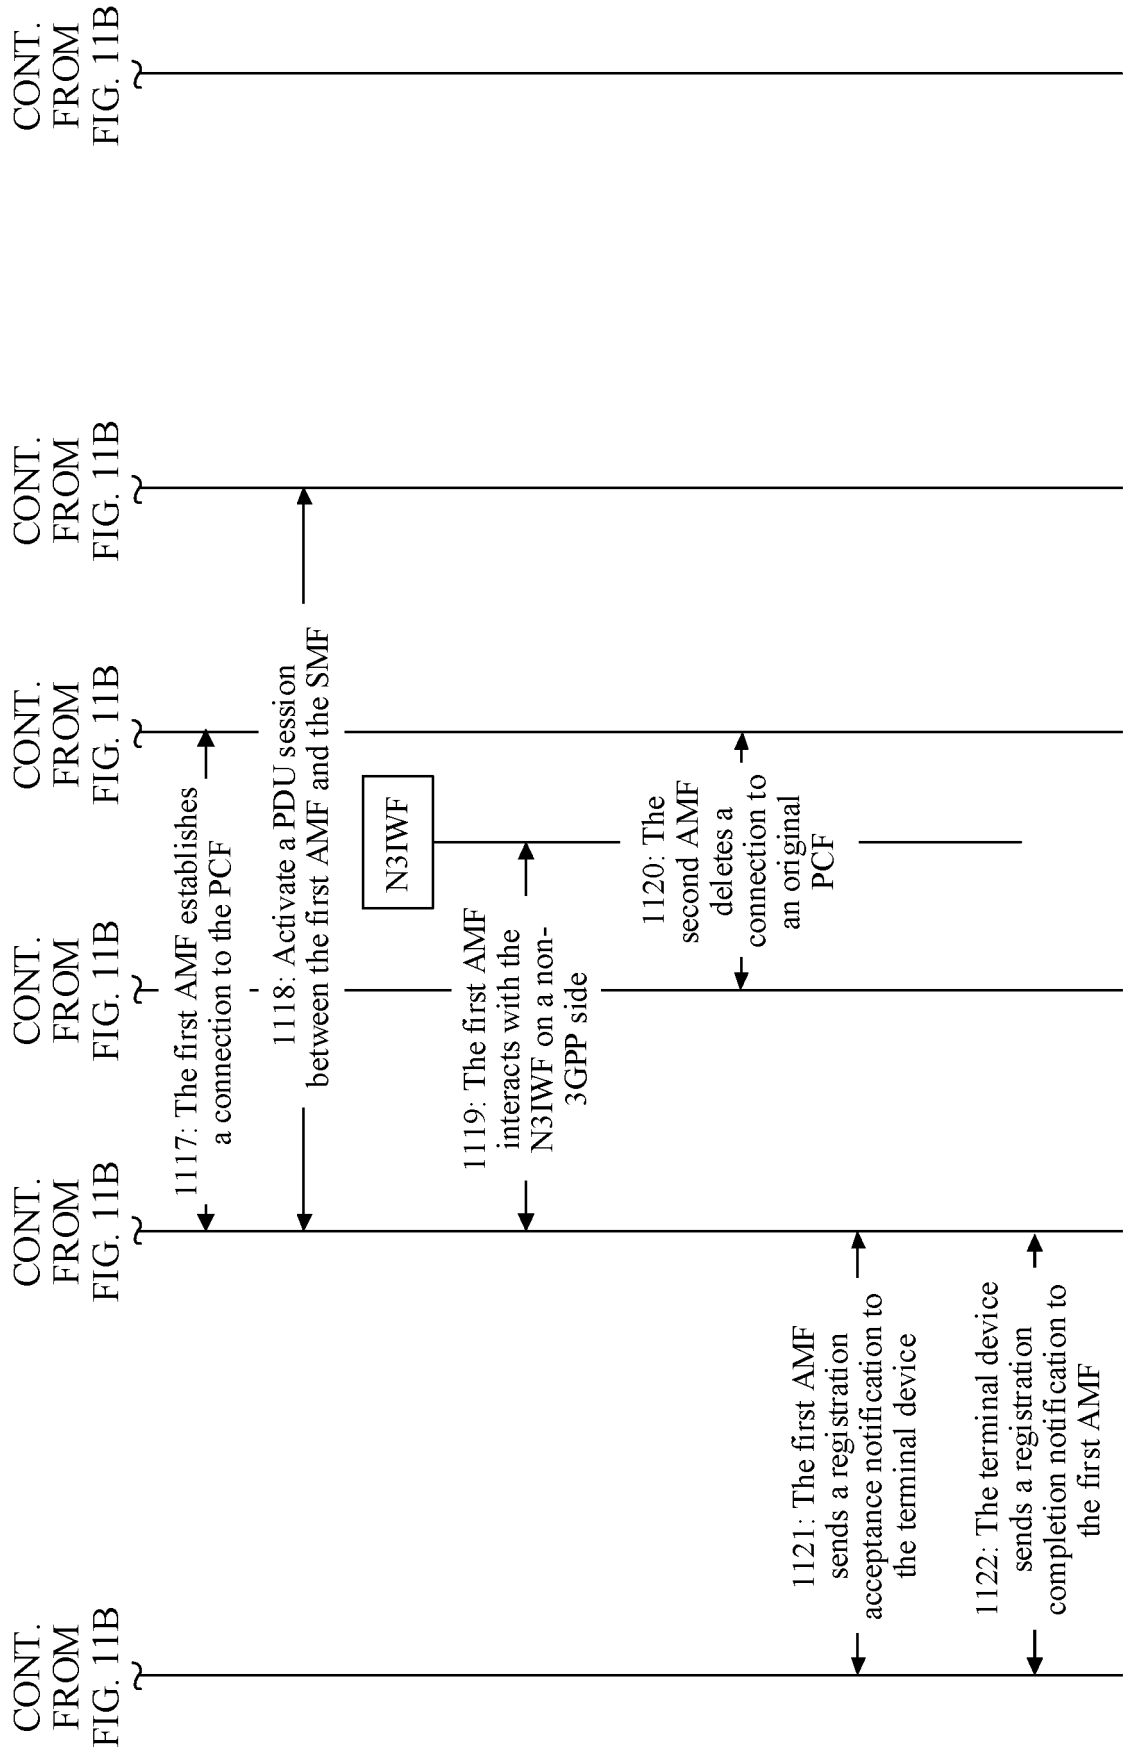 CONT.
FROM
FIG. 11B
CONT.
FROM
FIG. 11B
CONT.
FROM
FIG. 11B
CONT.
FROM
FIG. 11B
CONT.
FROM
FIG. 11B
CONT.
FROM
FIG. 11B
1117: The first AMF establishes
a connection to the PCF
1118: Activate a PDU session
between the first AMF and the SMF
N3IWF
1119: The first AMF
interacts with the
N3IWF on a non-
3GPP side
1120: The
second AMF
deletes a
connection to
an original
PCF
1121: The first AMF
sends a registration
acceptance notification to
the terminal device
1122: The terminal device
sends a registration
completion notification to
the first AMF